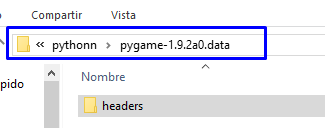 Compartir Vista
« pythonn > pygame-1.9.2a0.data
Nombre
pido
headers